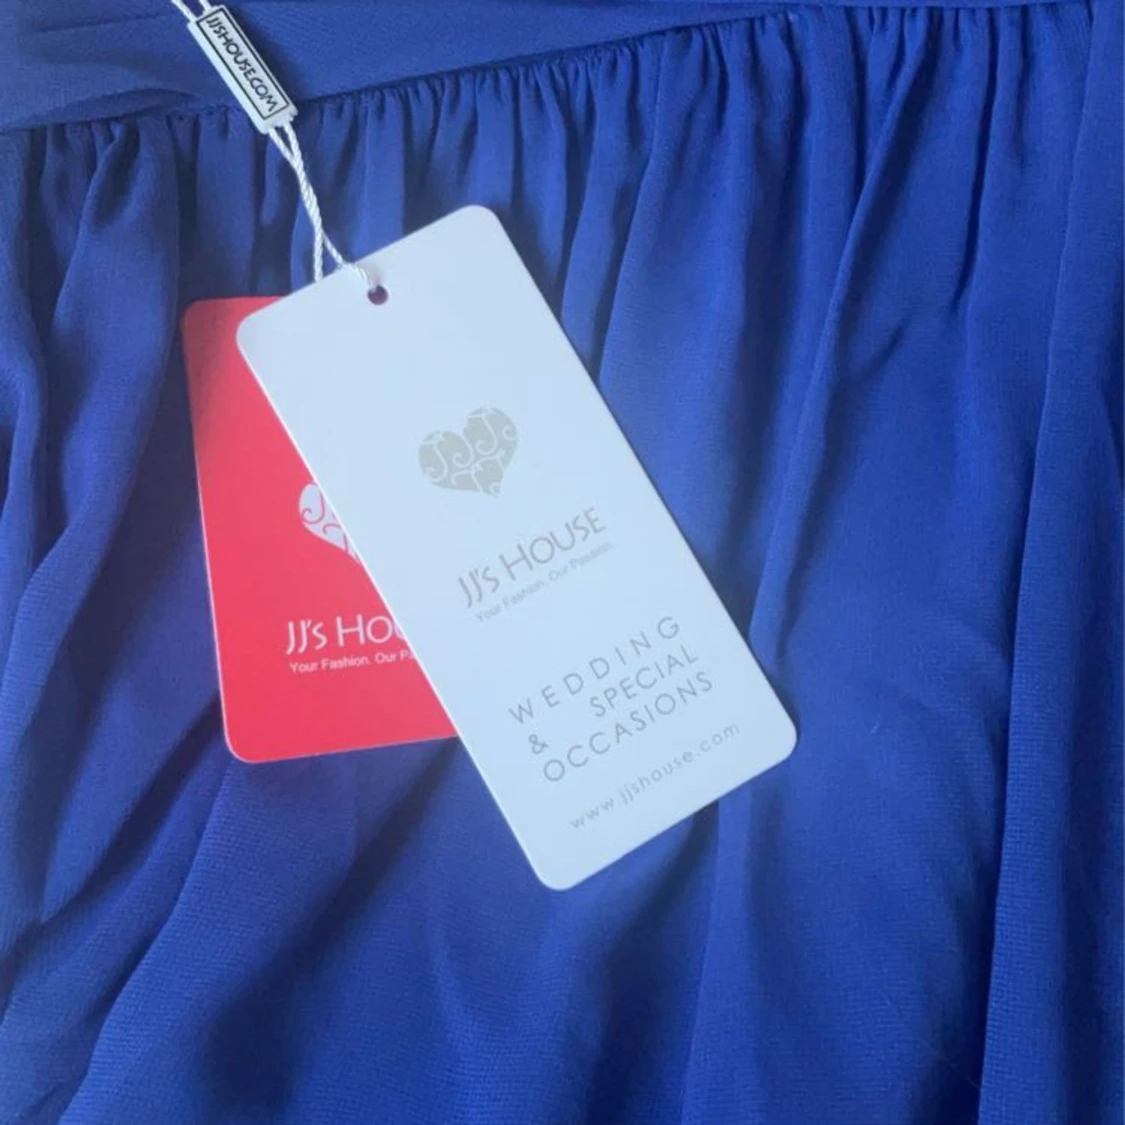 JJSHOUSE.COM
JJ's HOUSE
Your Fashion. Our Passion.
WEDDING
& SPECIAL
OCCASIONS
www.jjshouse.com
JJ's HOU
Your Fashion. Our Pa